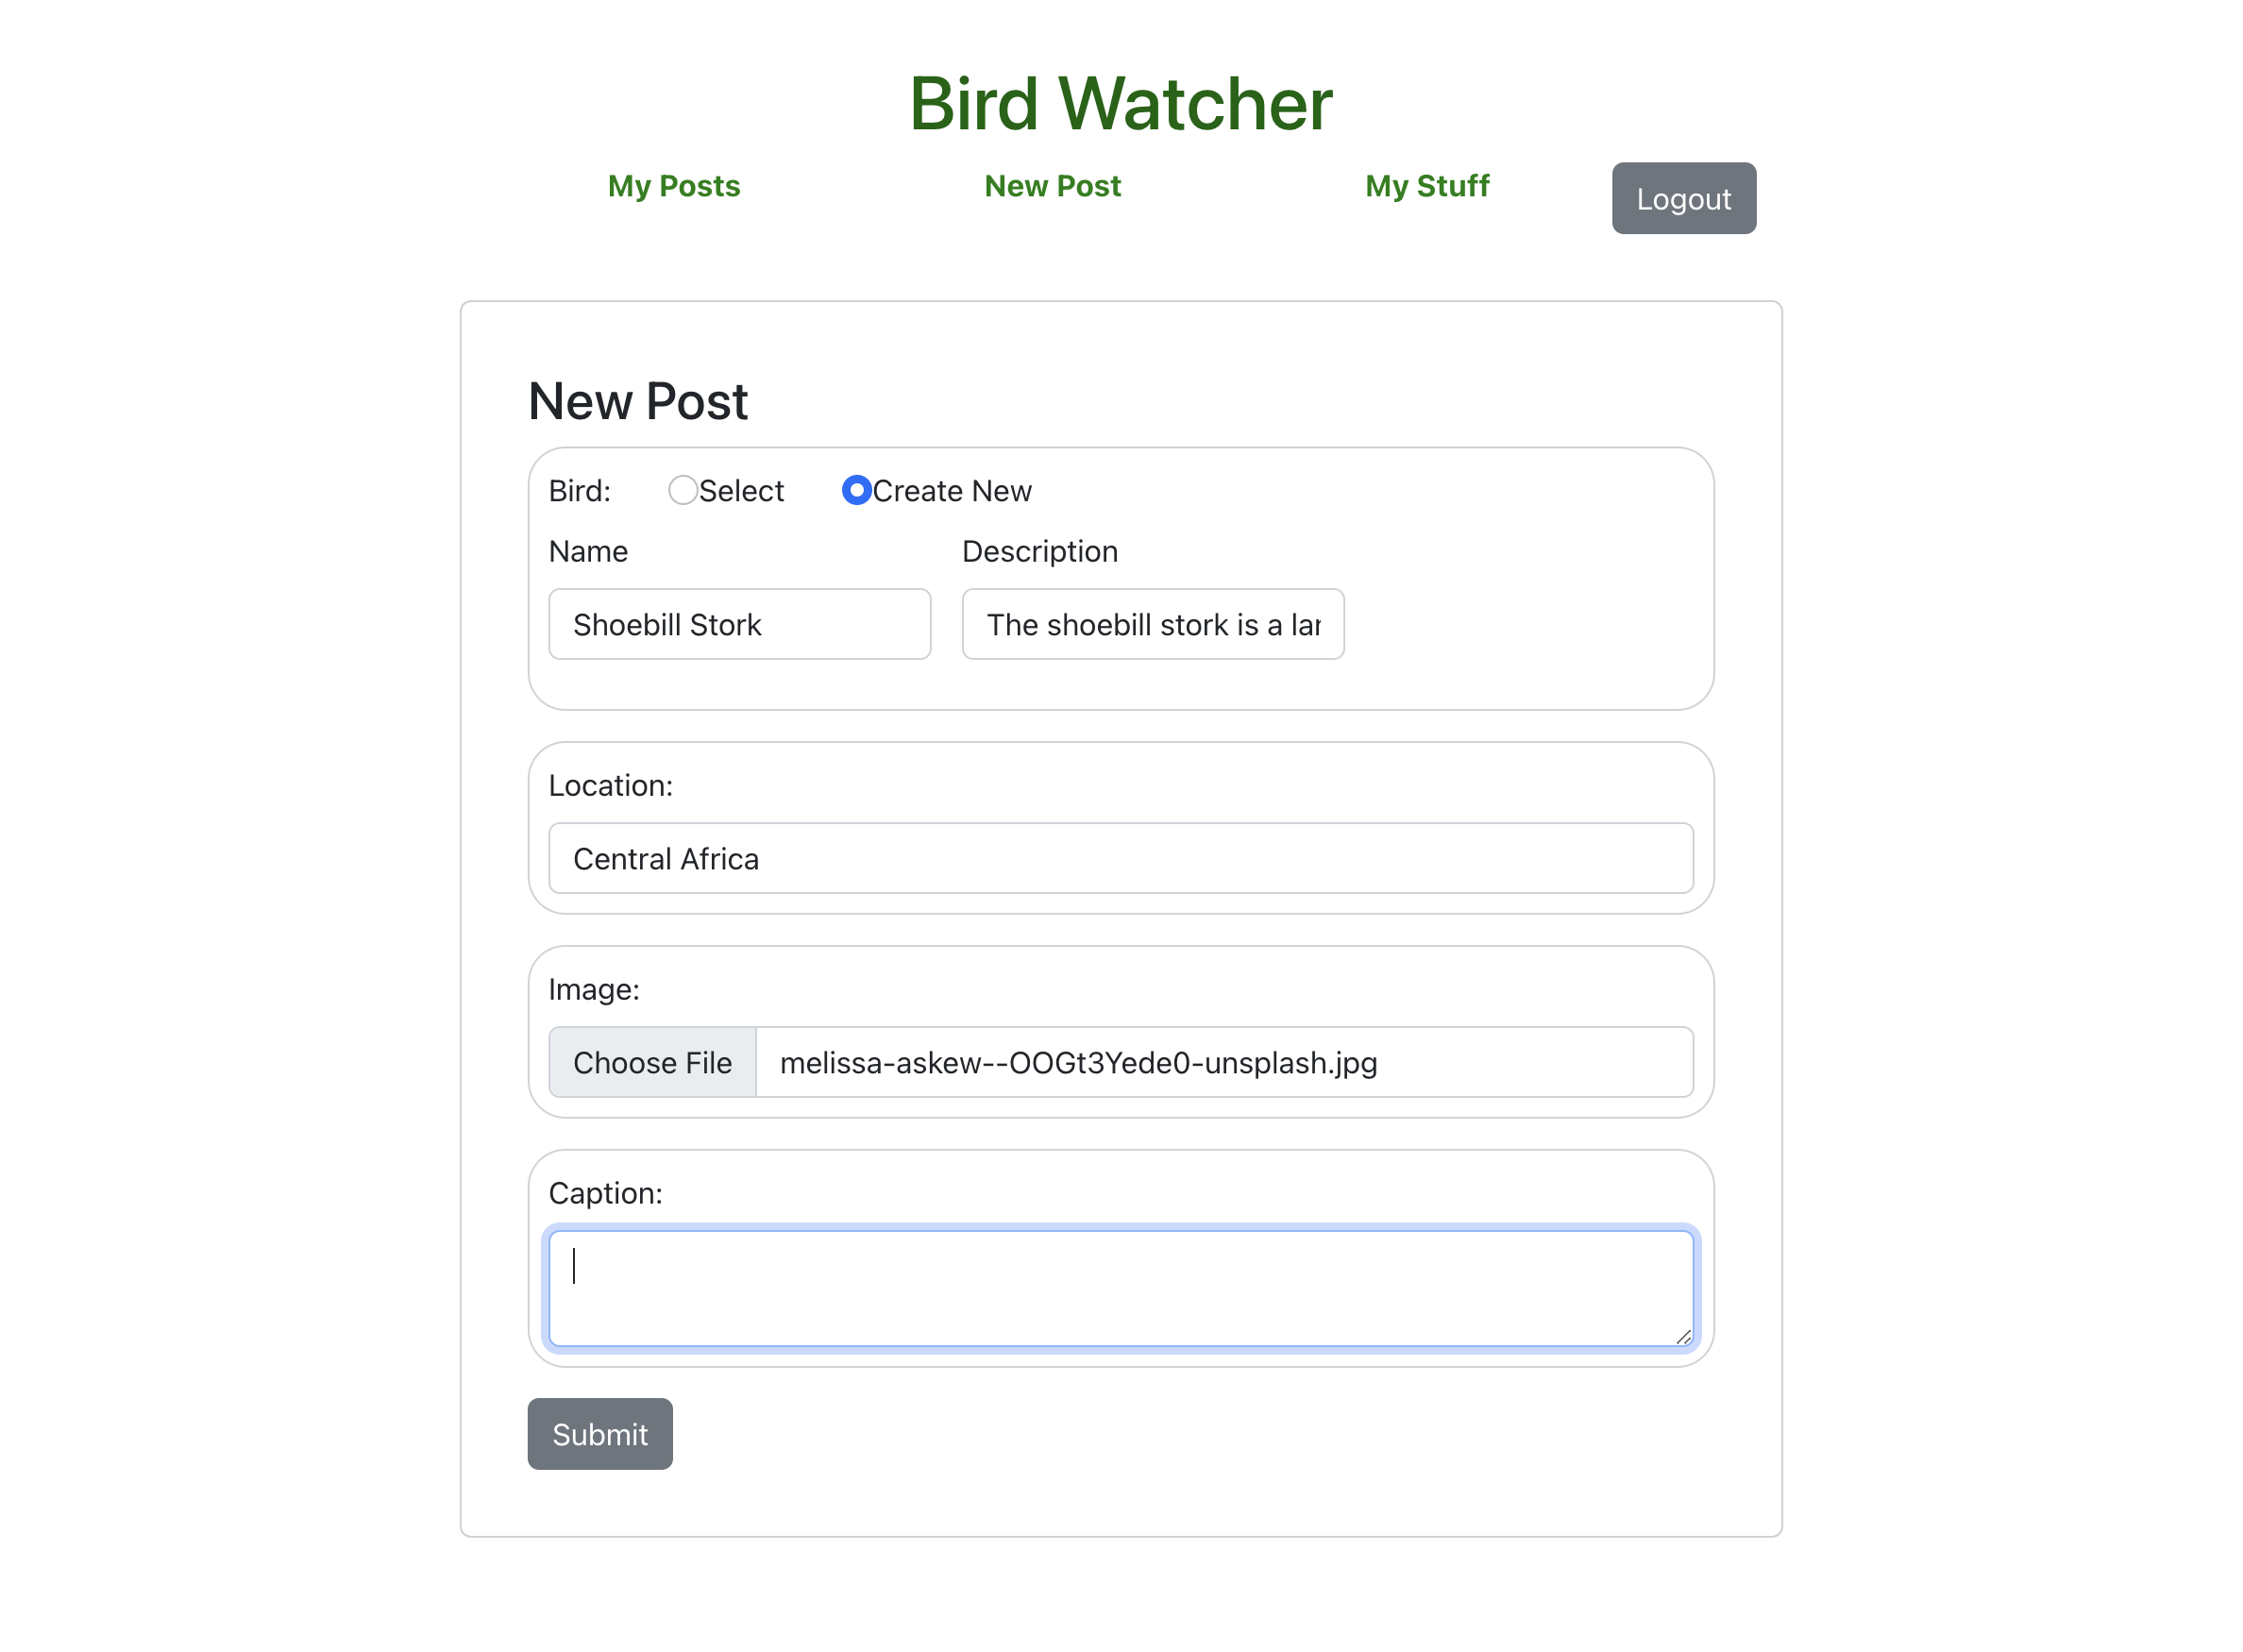 Bird Watcher
My Posts New Post My Stuff Logout
New Post
Bird: Select Create New
Name Description
Shoebill Stork The shoebill stork is a lar
Location:
Central Africa
Image:
Choose File melissa-askew--OOGt3Yede0-unsplash.jpg
Caption:
Submit